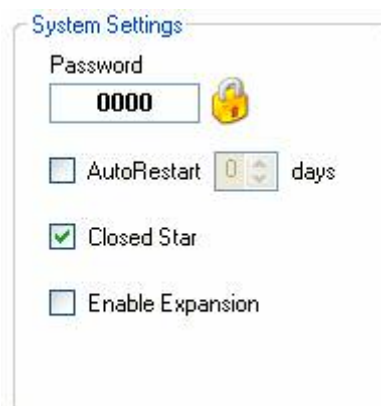 System Settings
Password
0000
AutoRestart 0 days
Closed Star
Enable Expansion